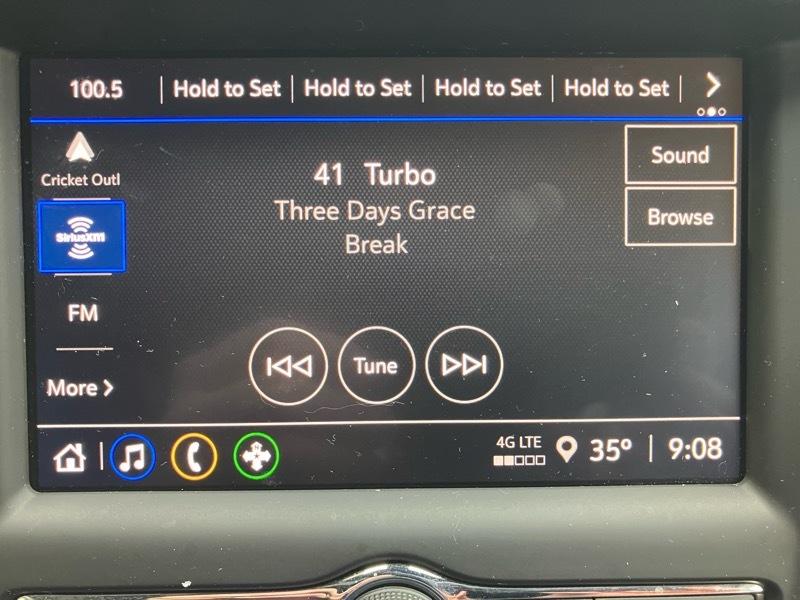 100.5 | Hold to Set | Hold to Set | Hold to Set | Hold to Set |
Cricket Outl
41 Turbo
Three Days Grace
Break
Sound
Browse
SiriusXM
FM
More
Tune
4G LTE
35° | 9:08